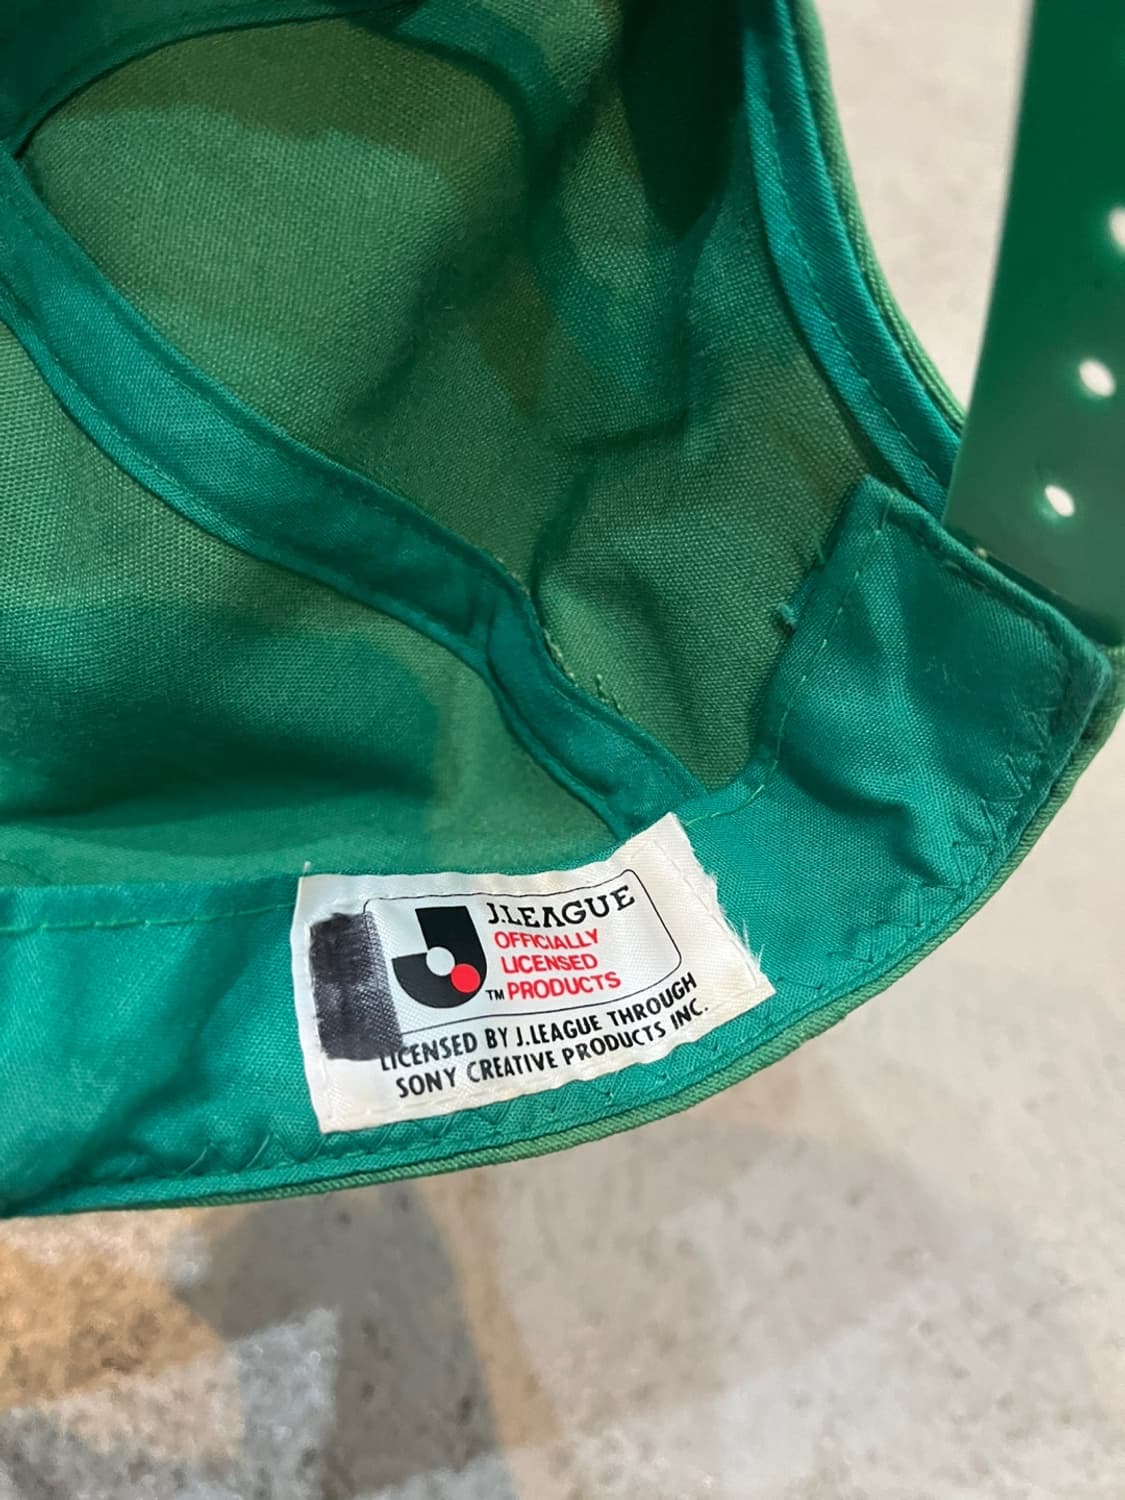 J.LEAGUE
OFFICIALLY
LICENSED
™ PRODUCTS
LICENSED BY J.LEAGUE THROUGH
SONY CREATIVE PRODUCTS INC.